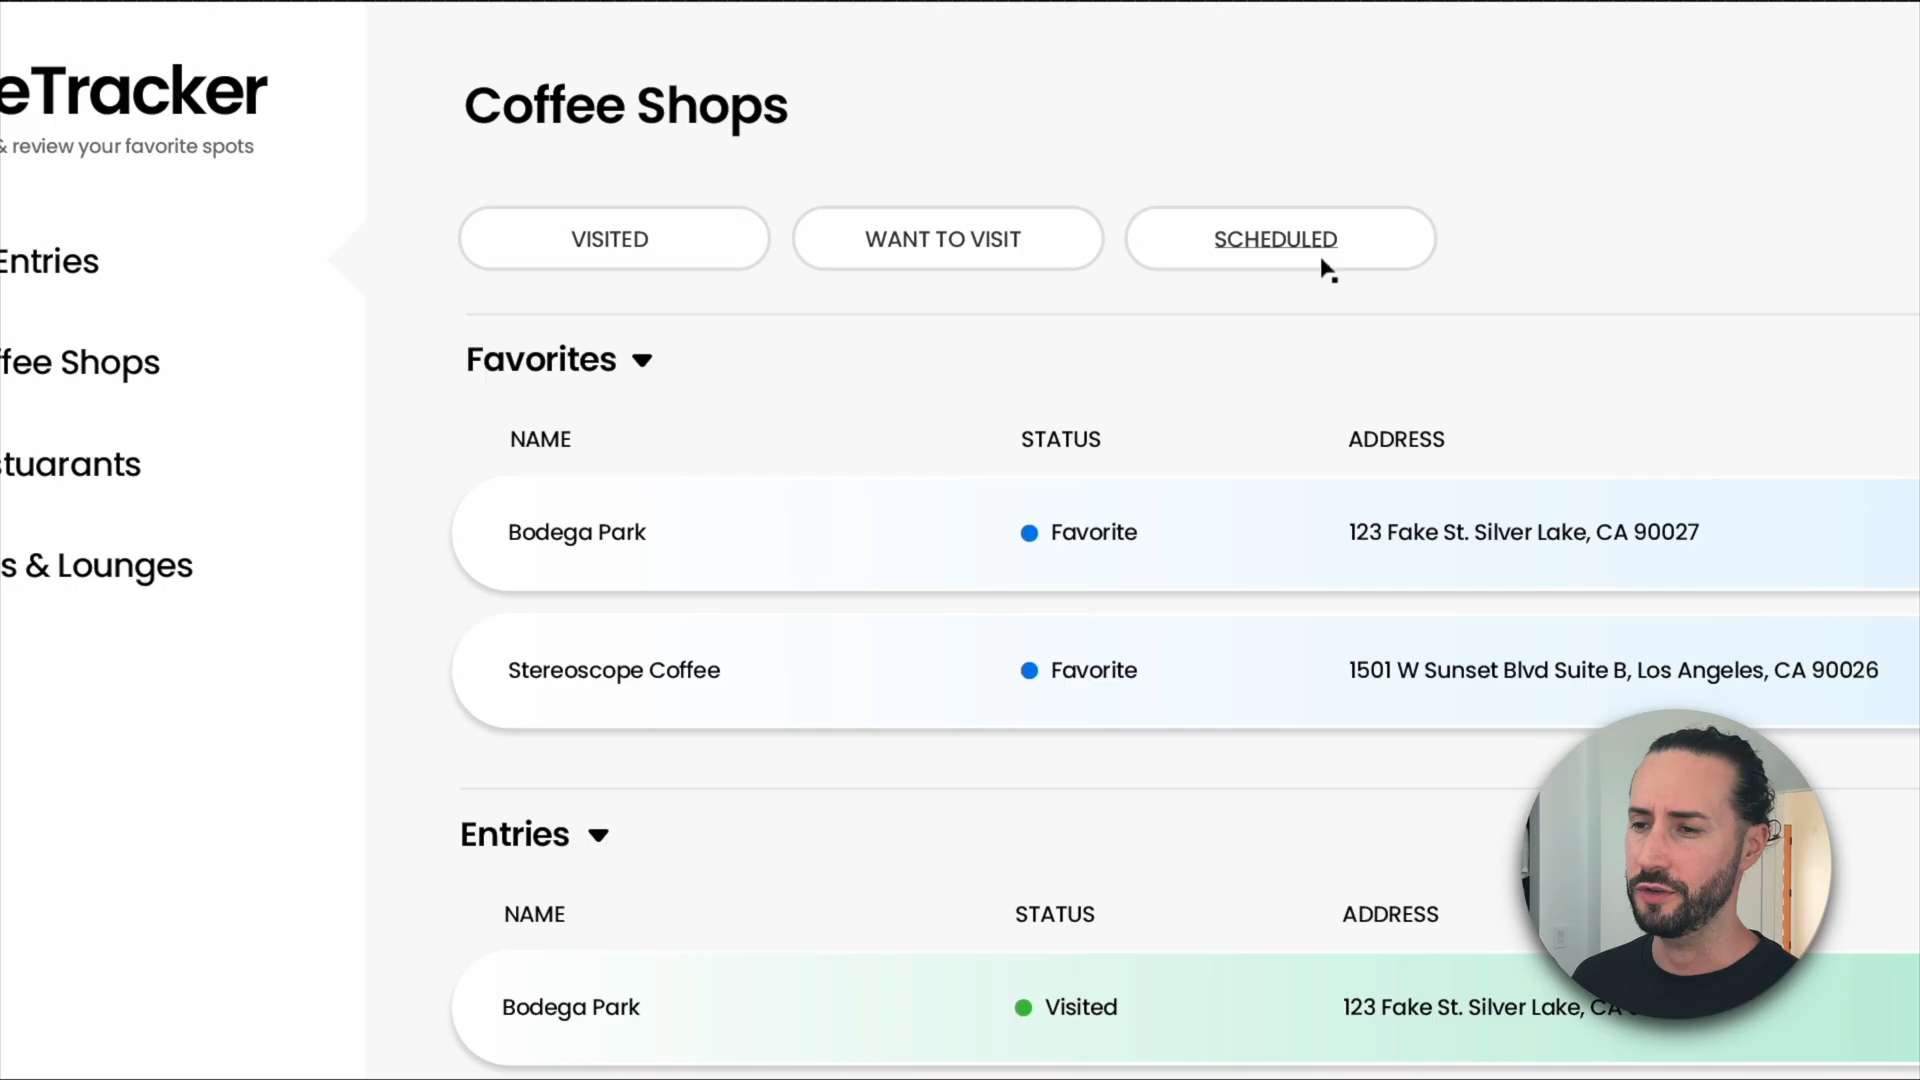 eTracker
& review your favorite spots
Entries
ffee Shops
stuarants
s & Lounges
Coffee Shops
VISITED
WANT TO VISIT
SCHEDULED
Favorites
NAME STATUS ADDRESS
Bodega Park Favorite 123 Fake St. Silver Lake, CA 90027
Stereoscope Coffee Favorite 1501 W Sunset Blvd Suite B, Los Angeles, CA 90026
Entries
NAME STATUS ADDRESS
Bodega Park Visited 123 Fake St. Silver Lake, CA